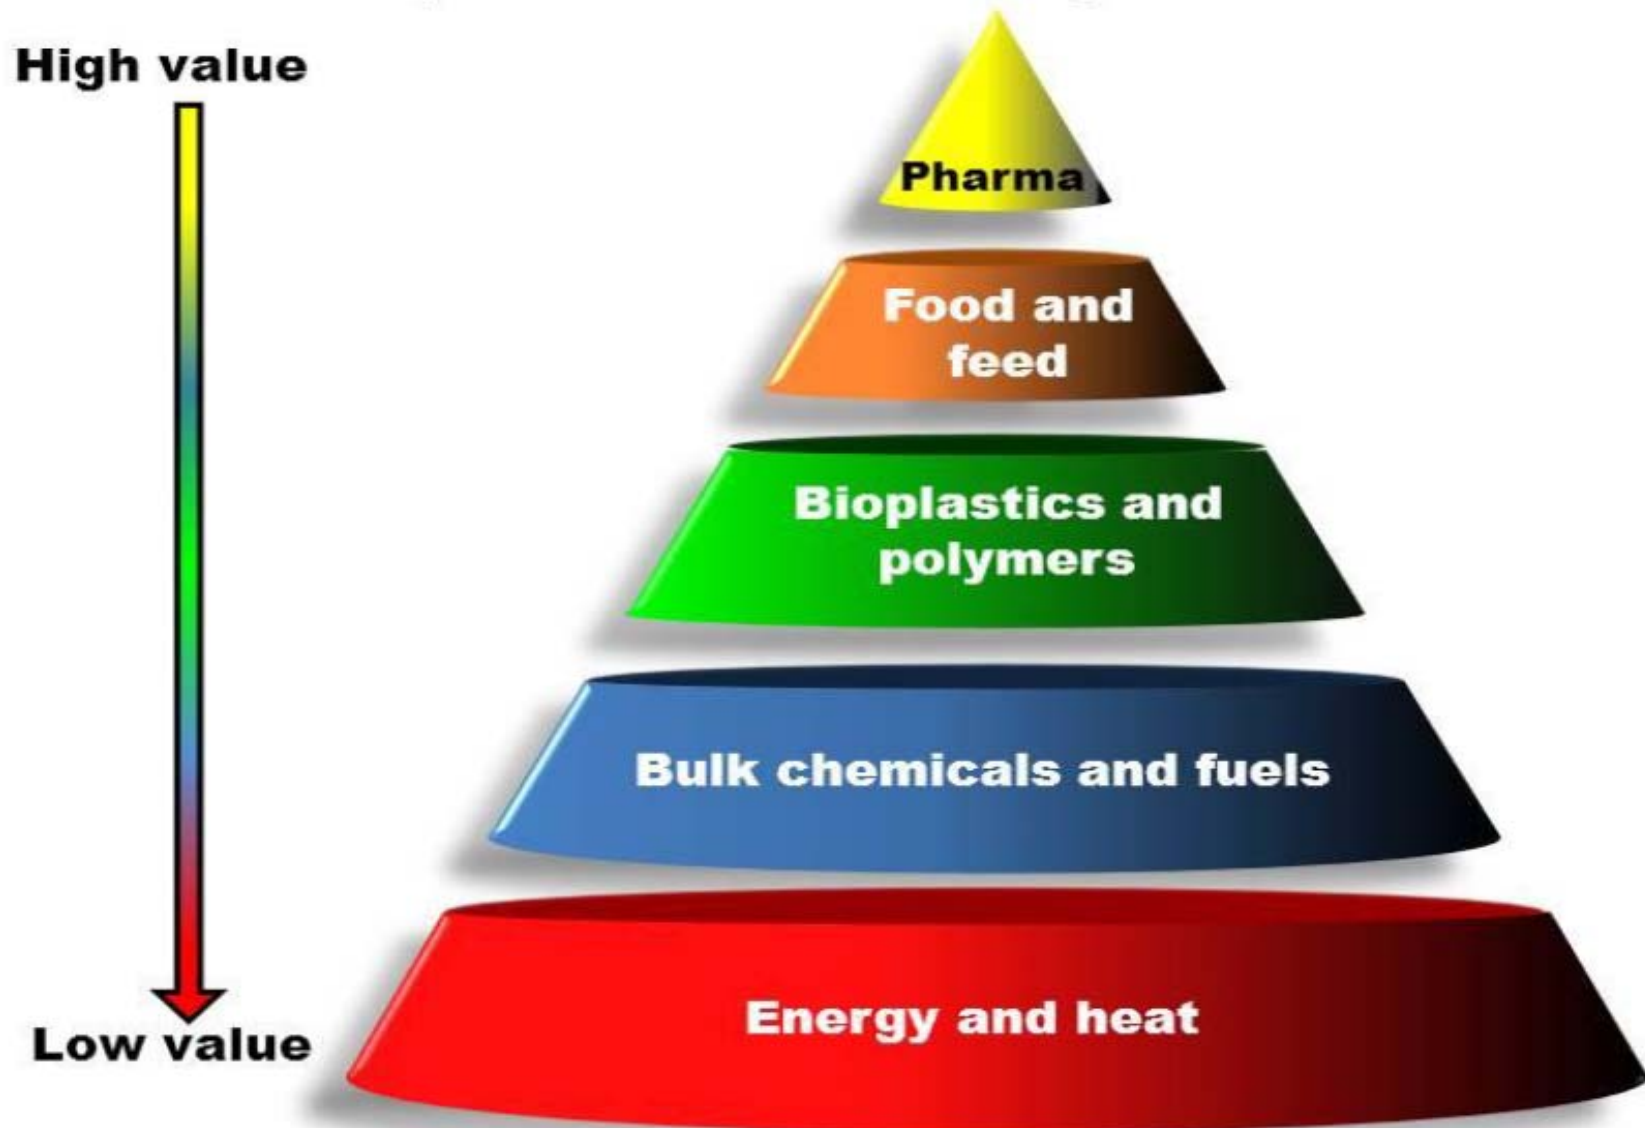 High value
Pharma
Food and
feed
Bioplastics and
polymers
Bulk chemicals and fuels
Energy and heat
Low value